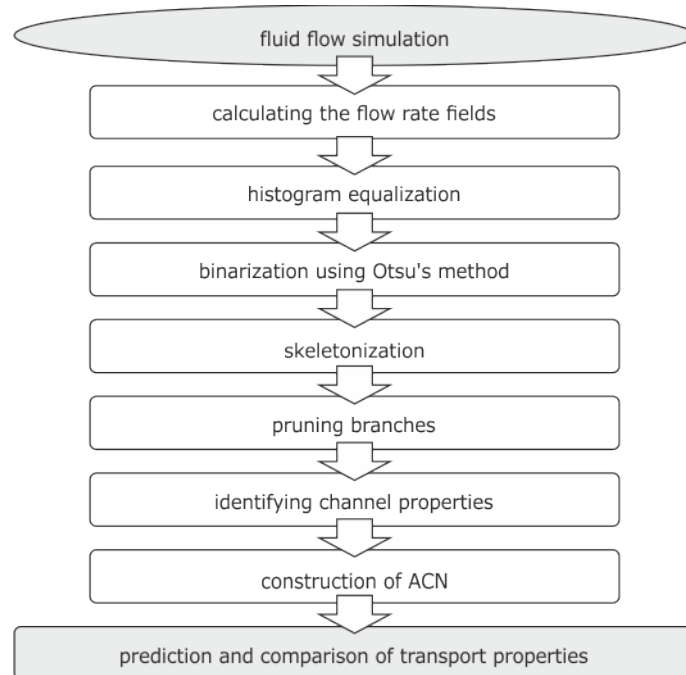 fluid flow simulation
calculating the flow rate fields
histogram equalization
binarization using Otsu's method
skeletonization
pruning branches
identifying channel properties
construction of ACN
prediction and comparison of transport properties